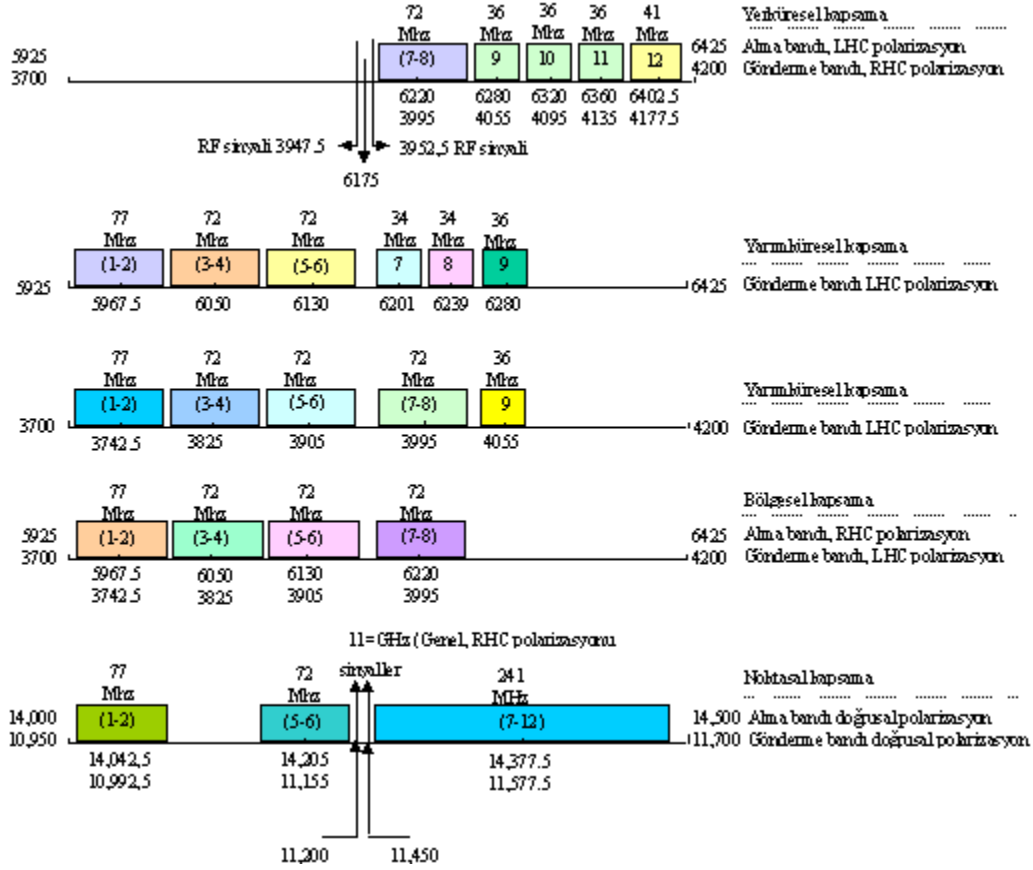 72 36 36 36 41
Mhz Mhz Mhz Mhz Mhz
Yerküresel kapsama
5925 (7-8) 9 10 11 12 6425 Alma bandı, LHC polarizasyon
3700 4200 Gönderme bandı, RHC polarizasyon
6220 6280 6320 6360 6402.5
3995 4055 4095 4135 4177.5
RF sinyali 3947.5 3952,5 RF sinyali
6175
77 72 72 34 34 36
Mhz Mhz Mhz Mhz Mhz Mhz
Yarımküresel kapsama
(1-2) (3-4) (5-6) 7 8 9
5925 6425 Gönderme bandı LHC polarizasyon
5967.5 6050 6130 6201 6239 6280
77 72 72 72 36
Mhz Mhz Mhz Mhz Mhz
Yarımküresel kapsama
(1-2) (3-4) (5-6) (7-8) 9
3700 4200 Gönderme bandı LHC polarizasyon
3742.5 3825 3905 3995 4055
77 72 72 72
Mhz Mhz Mhz Mhz
Bölgesel kapsama
5925 (1-2) (3-4) (5-6) (7-8) 6425 Alma bandı, RHC polarizasyon
3700 4200 Gönderme bandı, LHC polarizasyon
5967.5 6050 6130 6220
3742.5 3825 3905 3995
11=GHz (Genel, RHC polarizasyonu
77 72 sinyaller 241
Mhz Mhz MHz
Noktasal kapsama
14,000 (1-2) (5-6) (7-12) 14,500 Alma bandı doğrusal polarizasyon
10,950 11,700 Gönderme bandı doğrusal polarizasyon
14,042,5 14,205 14,377.5
10,992,5 11,155 11,577.5
11,200 11,450